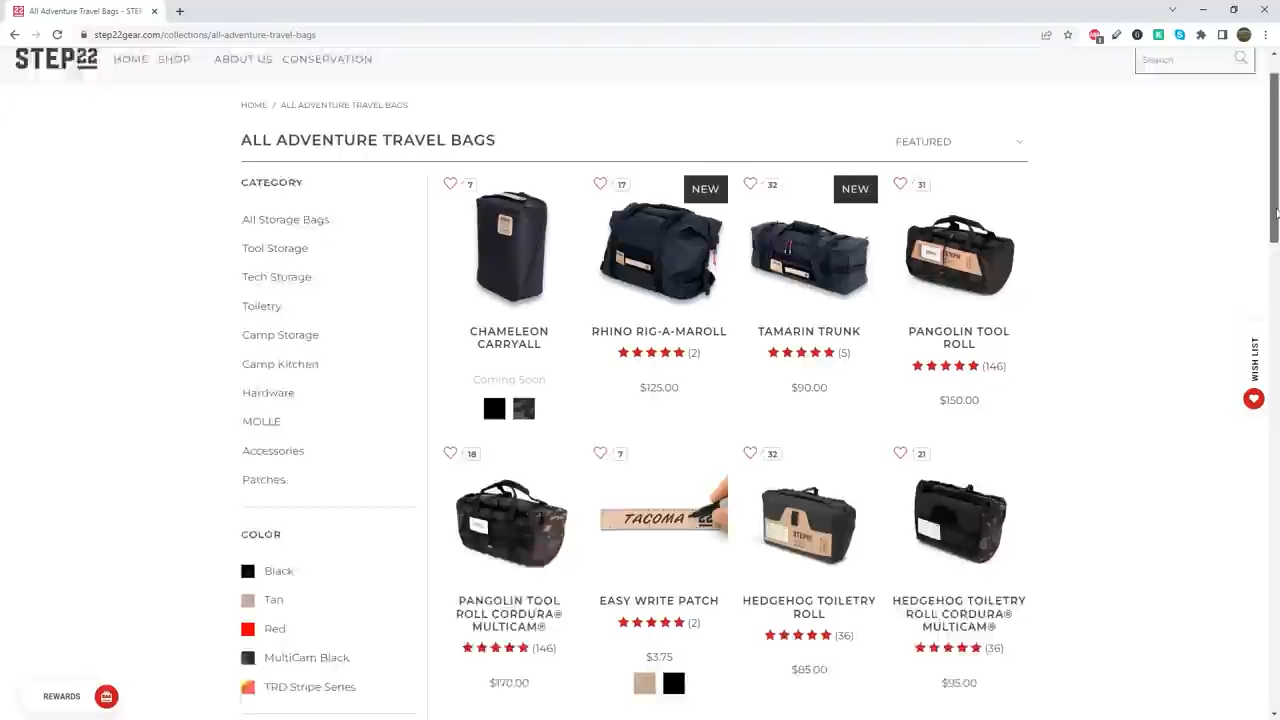 All Adventure Travel Bags - STEP
step22gear.com/collections/all-adventure-travel-bags
STEP22 HOME SHOP ABOUT US CONSERVATION
Search
HOME / ALL ADVENTURE TRAVEL BAGS
ALL ADVENTURE TRAVEL BAGS
FEATURED
CATEGORY
All Storage Bags
Tool Storage
Tech Storage
Toiletry
Camp Storage
Camp Kitchen
Hardware
MOLLE
Accessories
Patches
COLOR
Black
Tan
Red
MultiCam Black
TRD Stripe Series
REWARDS
7
CHAMELEON
CARRYALL
Coming Soon
17
NEW
RHINO RIG-A-MAROLL
(2)
$125.00
32
NEW
TAMARIN TRUNK
(5)
$90.00
31
PANGOLIN TOOL
ROLL
(146)
$150.00
18
PANGOLIN TOOL
ROLL CORDURA®
MULTICAM®
(146)
$170.00
7
TACOMA 22
EASY WRITE PATCH
(2)
$3.75
32
STEP22
HEDGEHOG TOILETRY
ROLL
(36)
$85.00
21
HEDGEHOG TOILETRY
ROLL CORDURA®
MULTICAM®
(36)
$95.00
WISH LIST